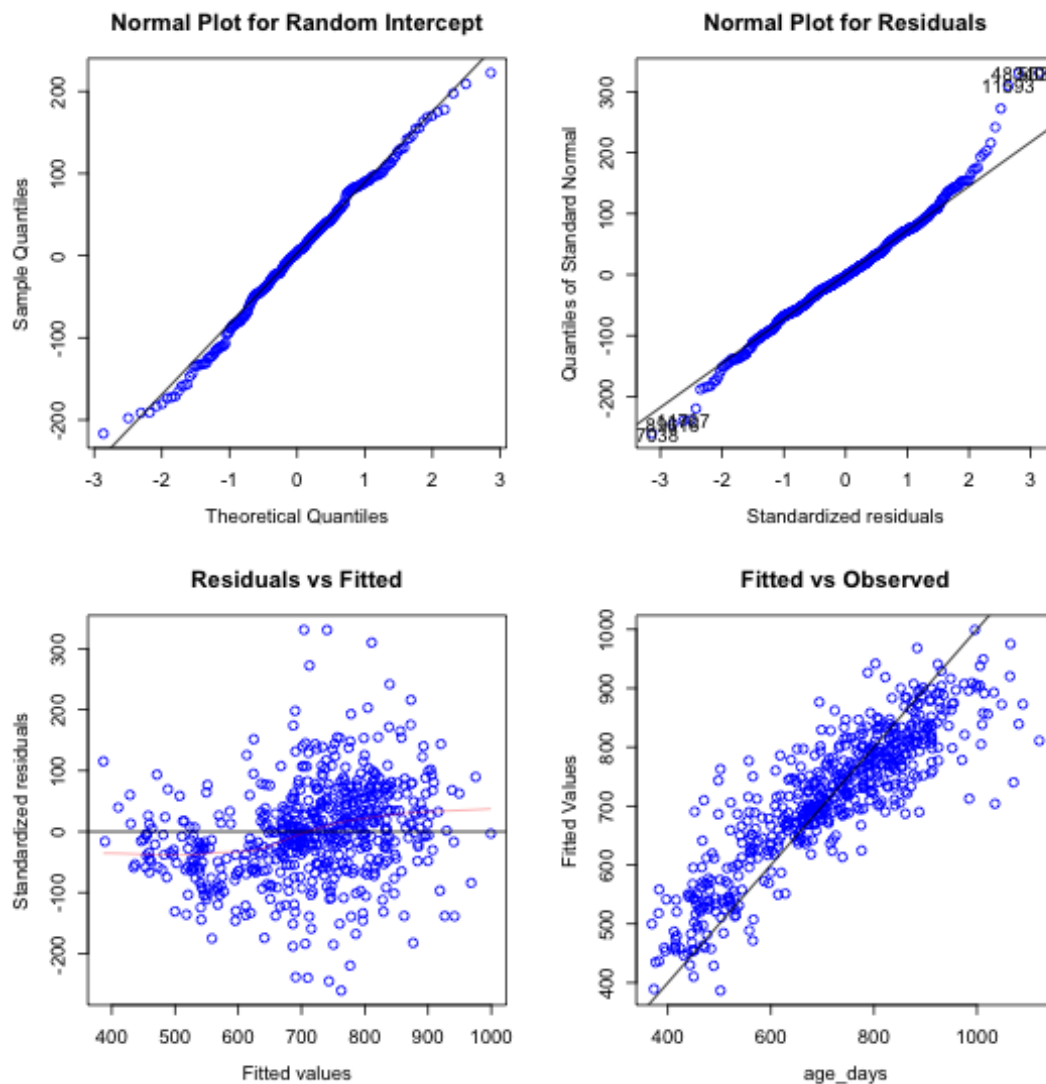 Normal Plot for Random Intercept
Sample Quantiles
200
100
0
-100
-200
-3 -2 -1 0 1 2 3
Theoretical Quantiles
Normal Plot for Residuals
Quantiles of Standard Normal
300
200
100
0
-100
-200
11093
-3 -2 -1 0 1 2 3
Standardized residuals
Residuals vs Fitted
Standardized residuals
300
200
100
0
-100
-200
400 500 600 700 800 900 1000
Fitted values
Fitted vs Observed
Fitted Values
1000
900
800
700
600
500
400
400 600 800 1000
age_days